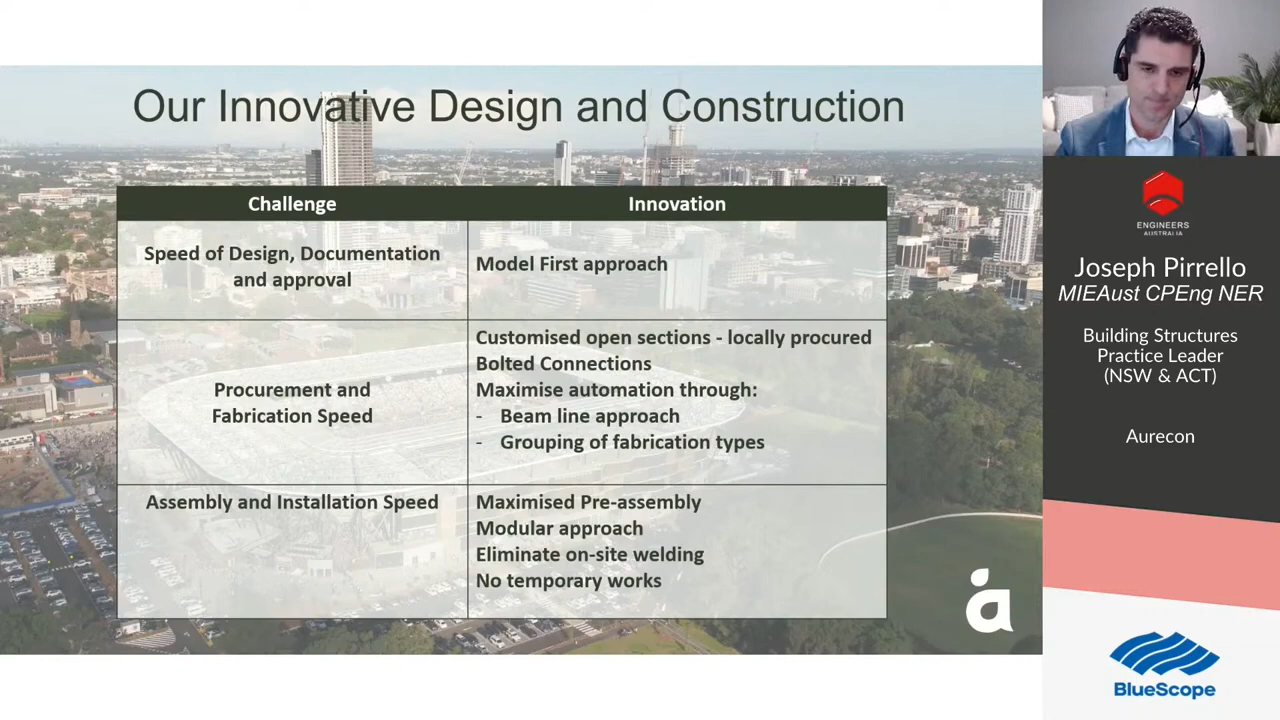 Our Innovative Design and Construction
Challenge
Innovation
Speed of Design, Documentation
and approval
Model First approach
Procurement and
Fabrication Speed
Customised open sections - locally procured
Bolted Connections
Maximise automation through:
- Beam line approach
- Grouping of fabrication types
Assembly and Installation Speed
Maximised Pre-assembly
Modular approach
Eliminate on-site welding
No temporary works
a
ENGINEERS
AUSTRALIA
Joseph Pirrello
MIEAust CPEng NER
Building Structures
Practice Leader
(NSW & ACT)
Aurecon
BlueScope